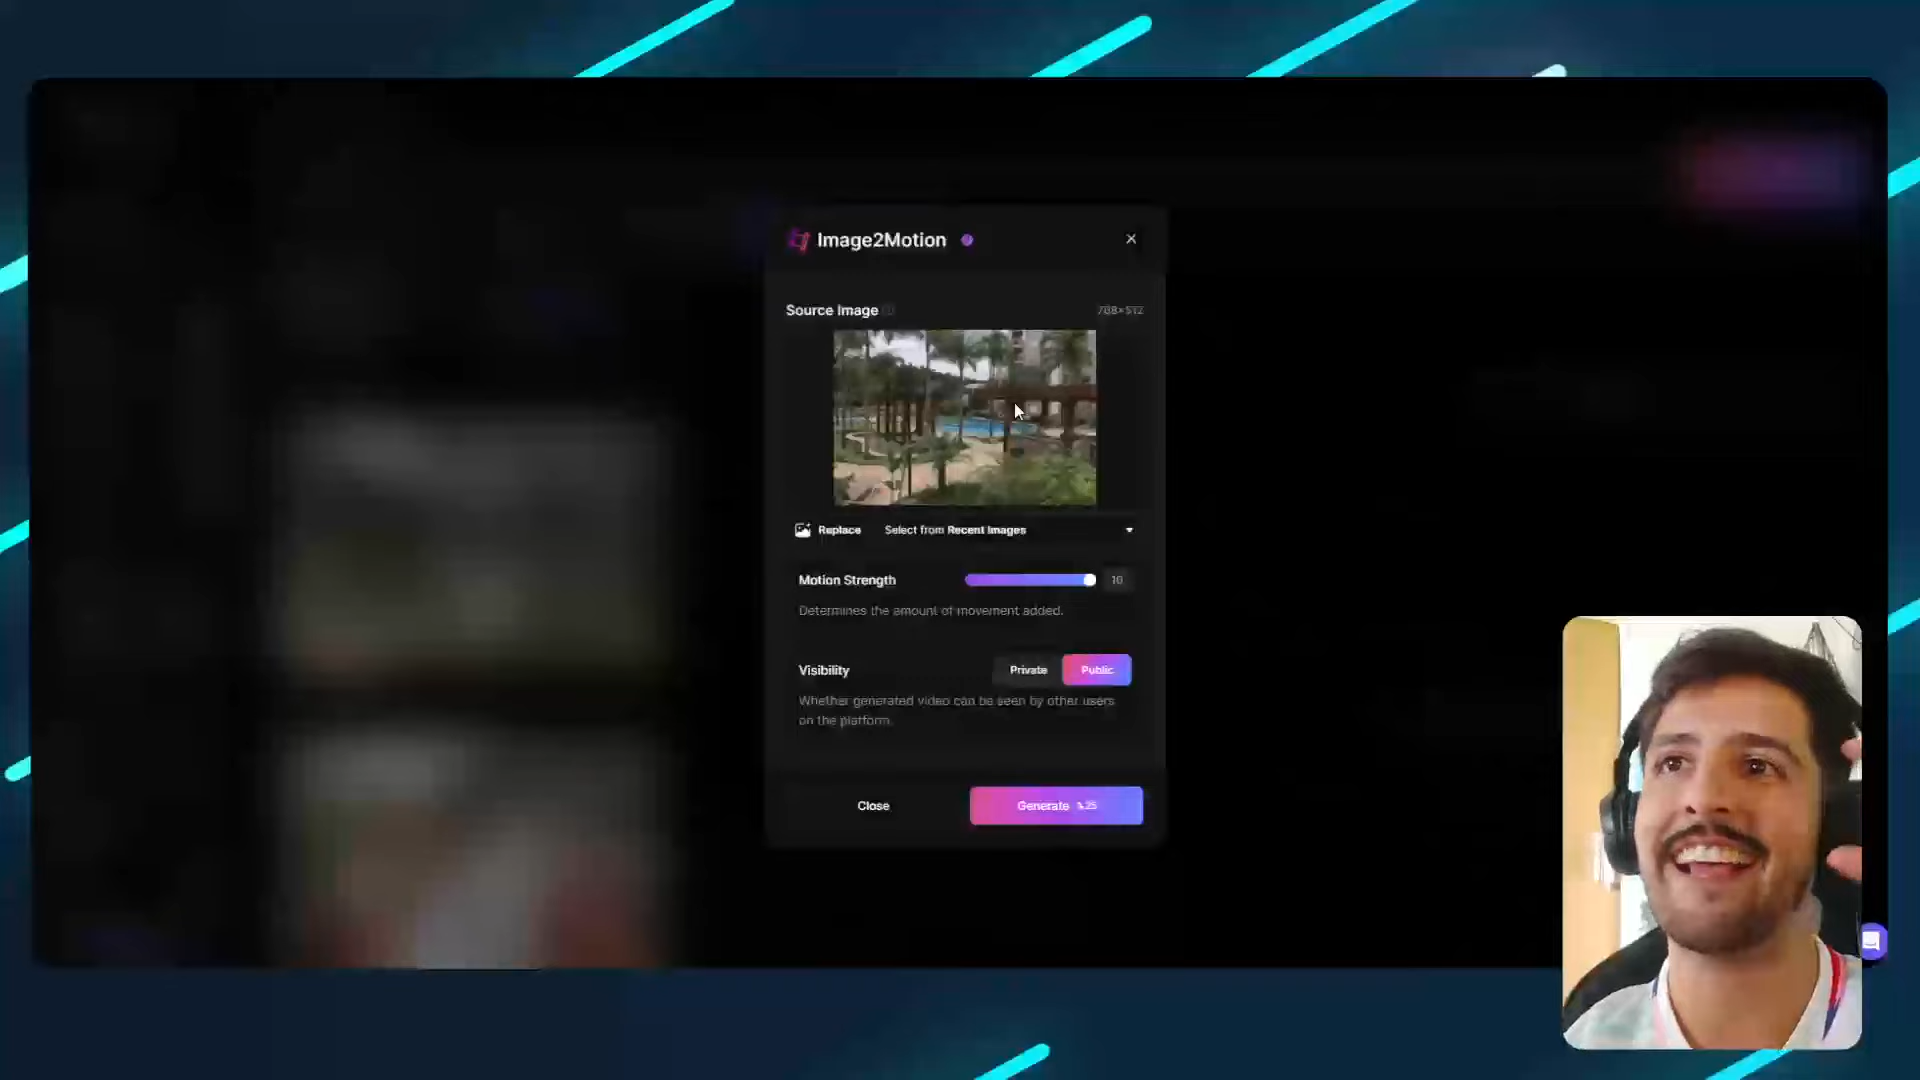 Image2Motion
Source Image
768×512
Replace
Select from Recent Images
Motion Strength
10
Determines the amount of movement added.
Visibility
Private
Public
Whether generated video can be seen by other users
on the platform.
Close
Generate 25